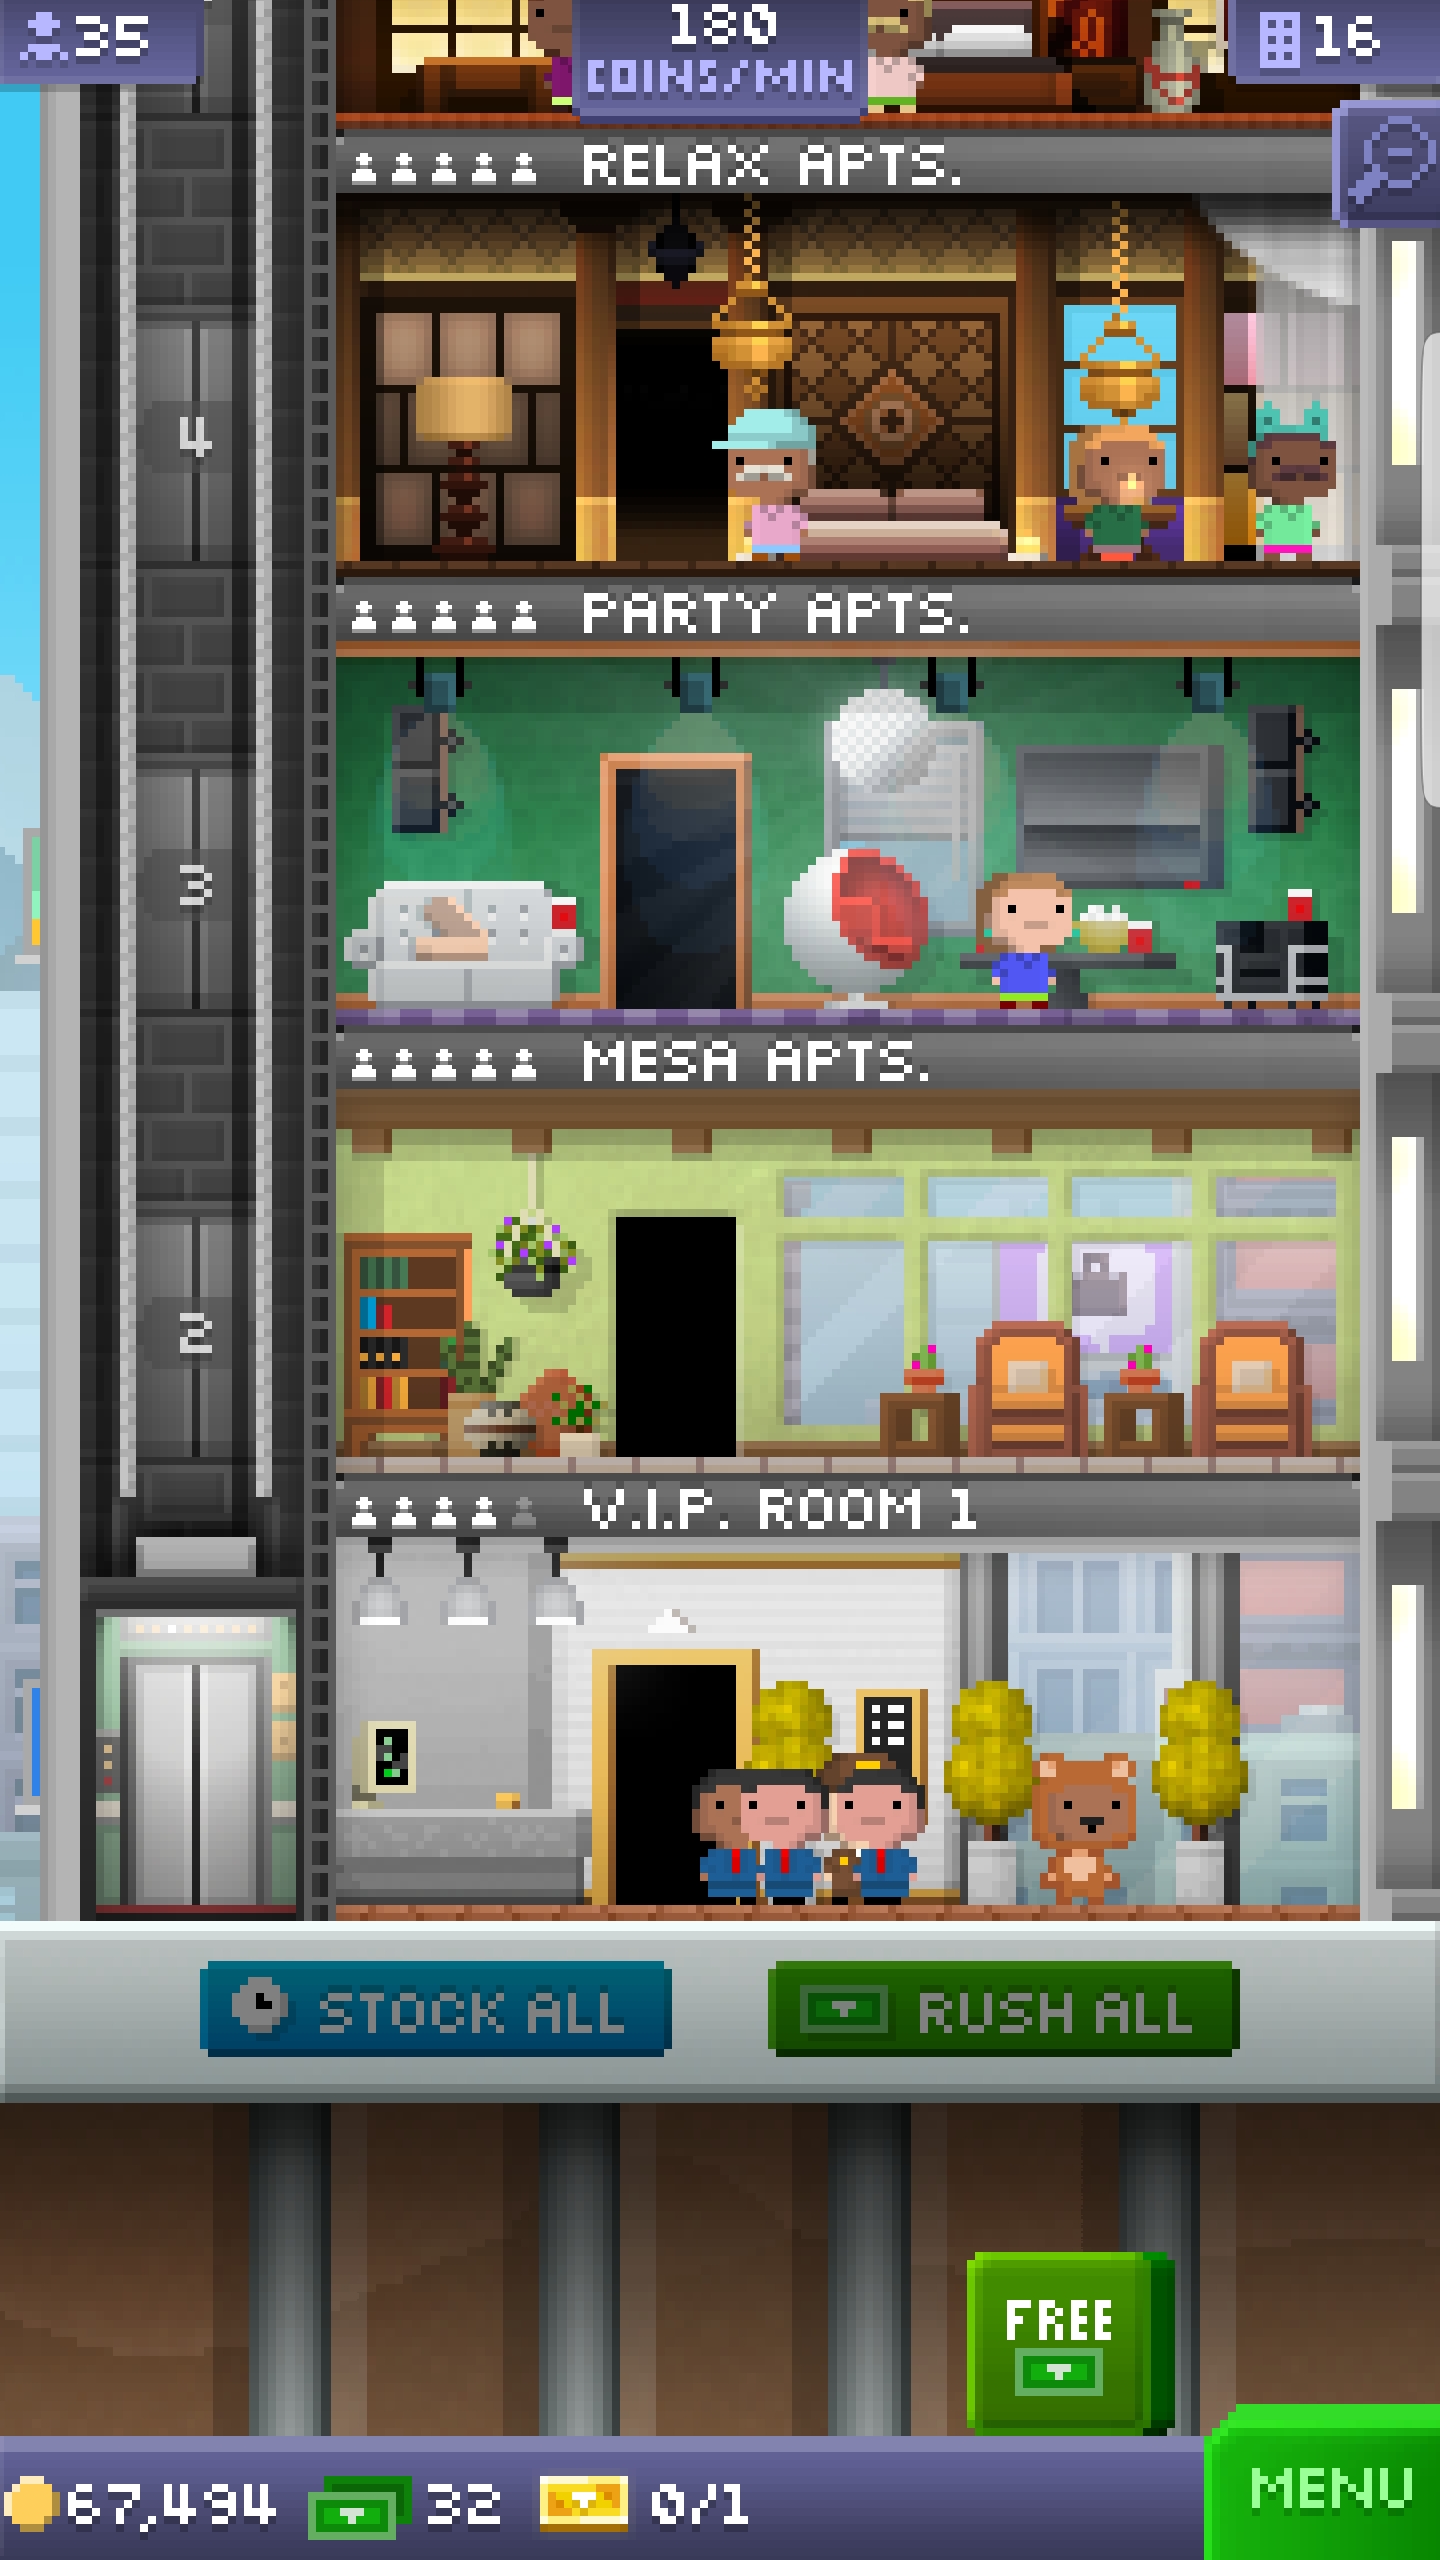 35
180
COINS/MIN
16
RELAX APTS.
4
PARTY APTS.
3
MESA APTS.
2
V.I.P. ROOM 1
STOCK ALL
RUSH ALL
FREE
67,494
32
0/1
MENU